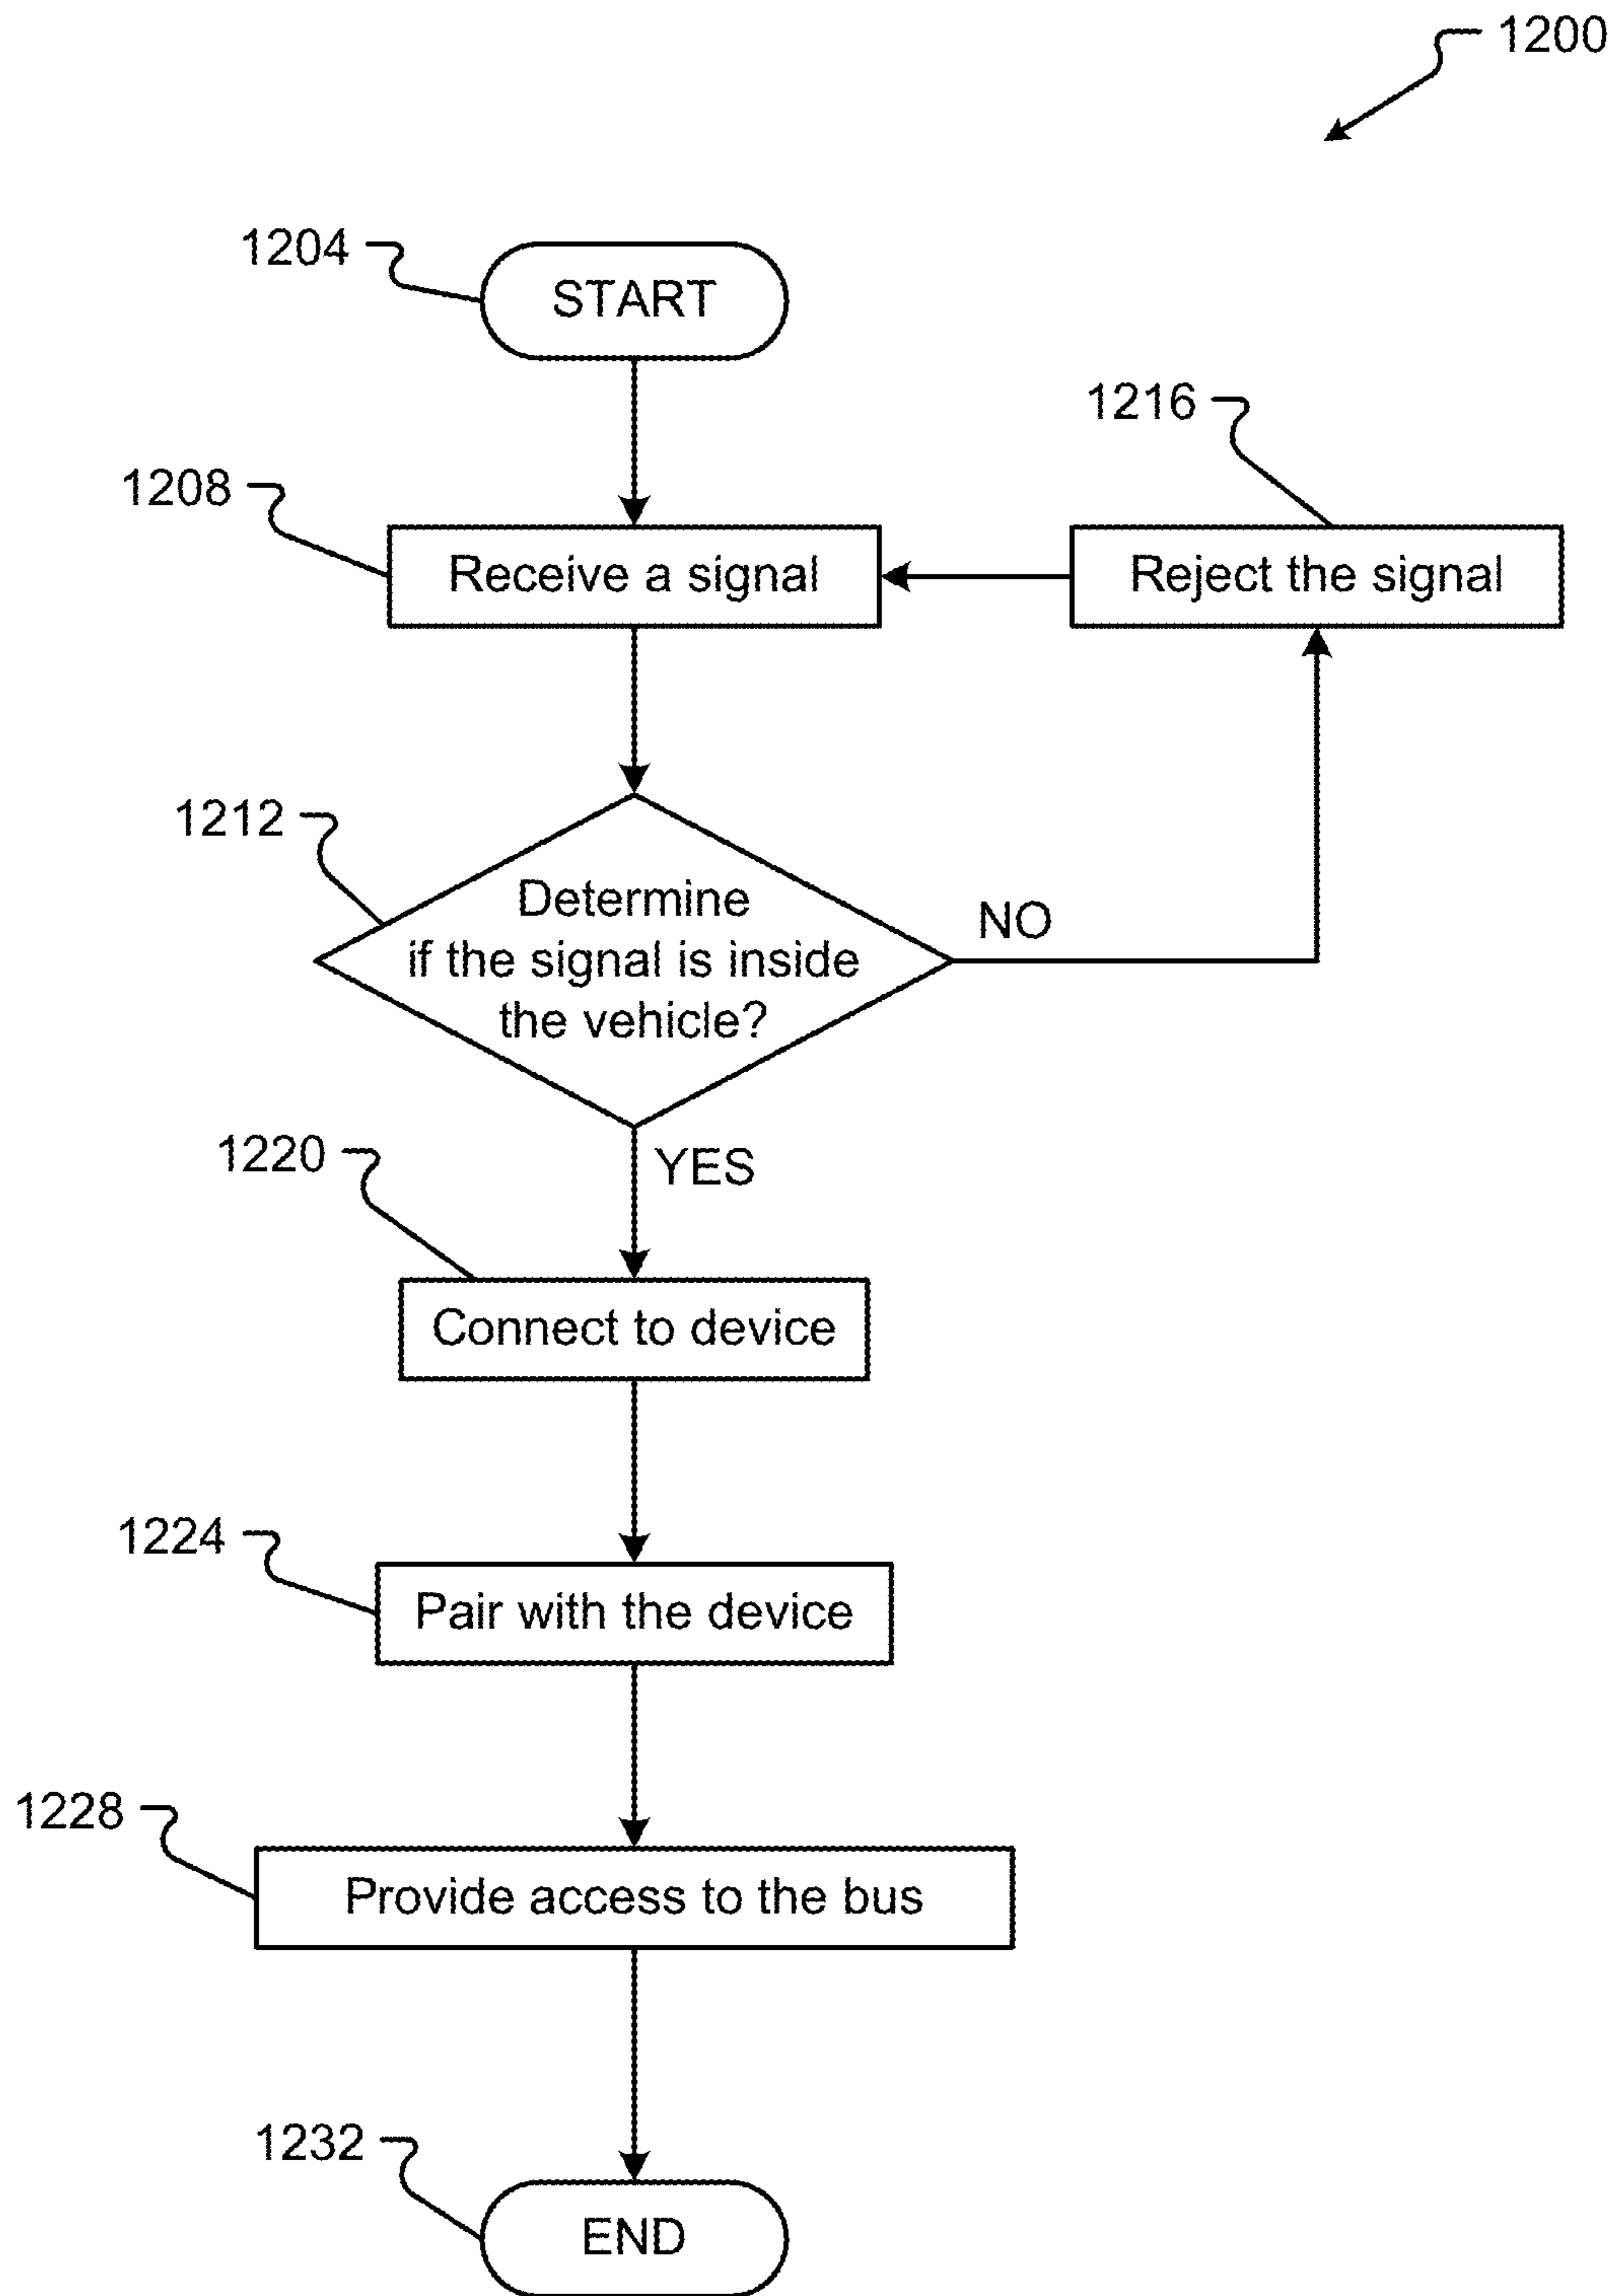 1200
1204
START
1216
1208
Receive a signal
Reject the signal
1212
Determine
if the signal is inside
the vehicle?
NO
1220
YES
Connect to device
1224
Pair with the device
1228
Provide access to the bus
1232
END